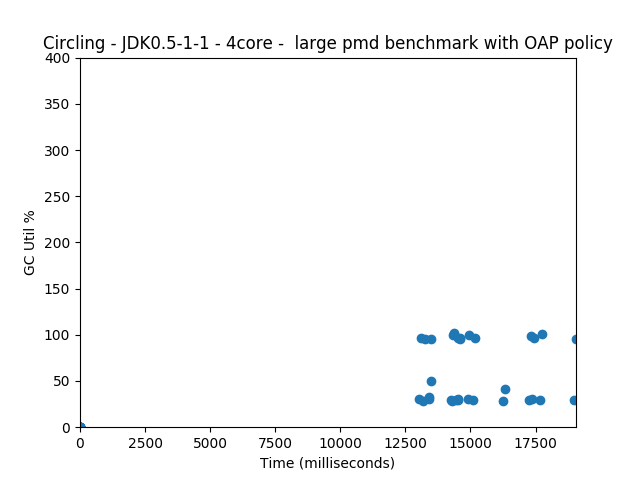 Circling - JDK0.5-1-1 - 4core -  large pmd benchmark with OAP policy
400
350
300
250
200
150
100
50
0
GC Util %
0 2500 5000 7500 10000 12500 15000 17500
Time (milliseconds)